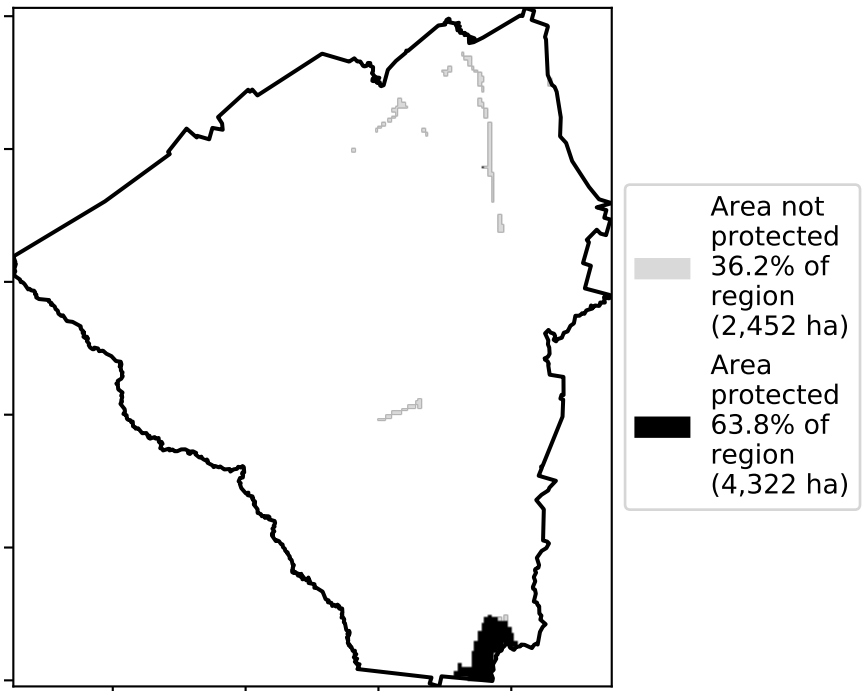 Area not
protected
36.2% of
region
(2,452 ha)
Area
protected
63.8% of
region
(4,322 ha)